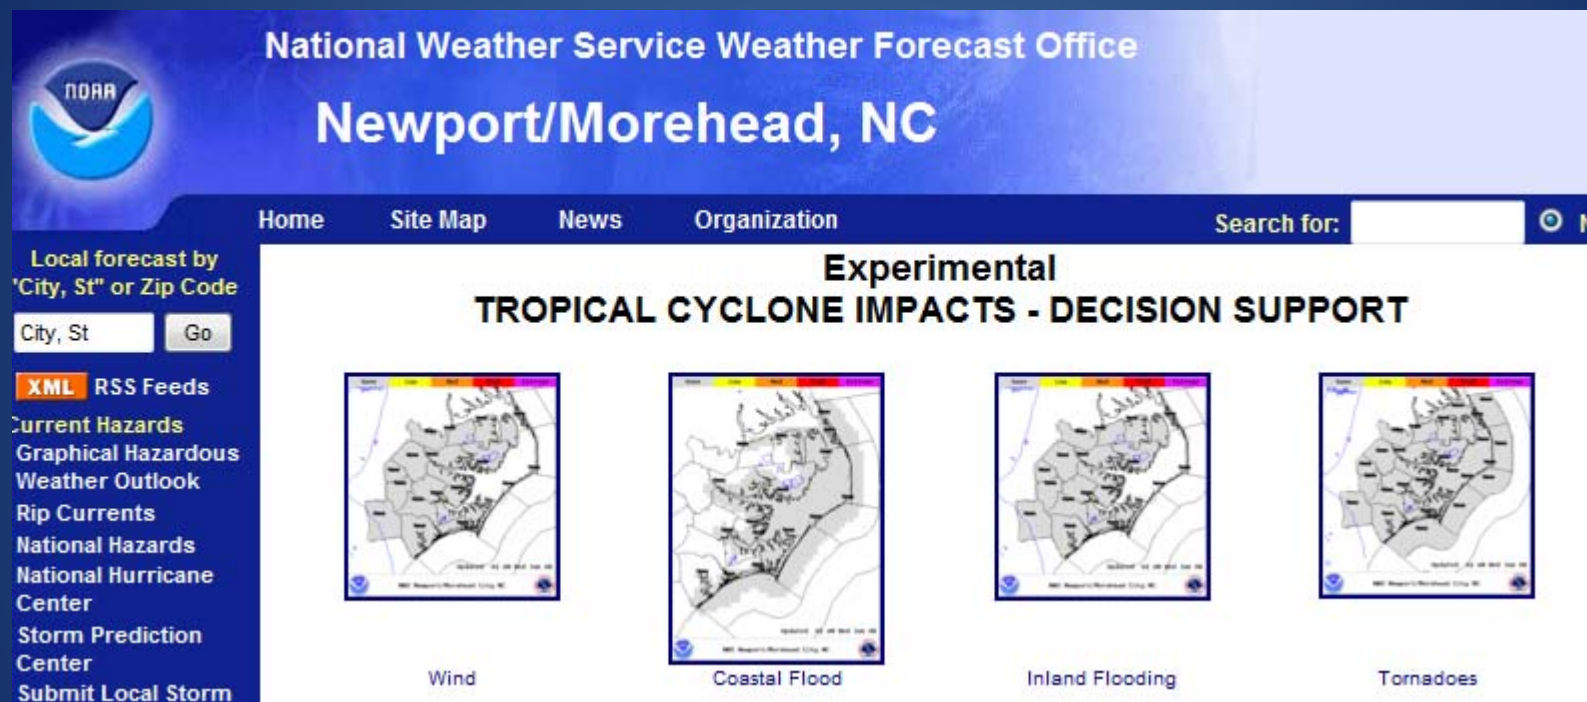 NOAA
National Weather Service Weather Forecast Office
Newport/Morehead, NC
Home Site Map News Organization Search for:
Local forecast by
"City, St" or Zip Code
City, St Go
XML RSS Feeds
Current Hazards
Graphical Hazardous
Weather Outlook
Rip Currents
National Hazards
National Hurricane
Center
Storm Prediction
Center
Submit Local Storm
Experimental
TROPICAL CYCLONE IMPACTS - DECISION SUPPORT
Wind Coastal Flood Inland Flooding Tornadoes